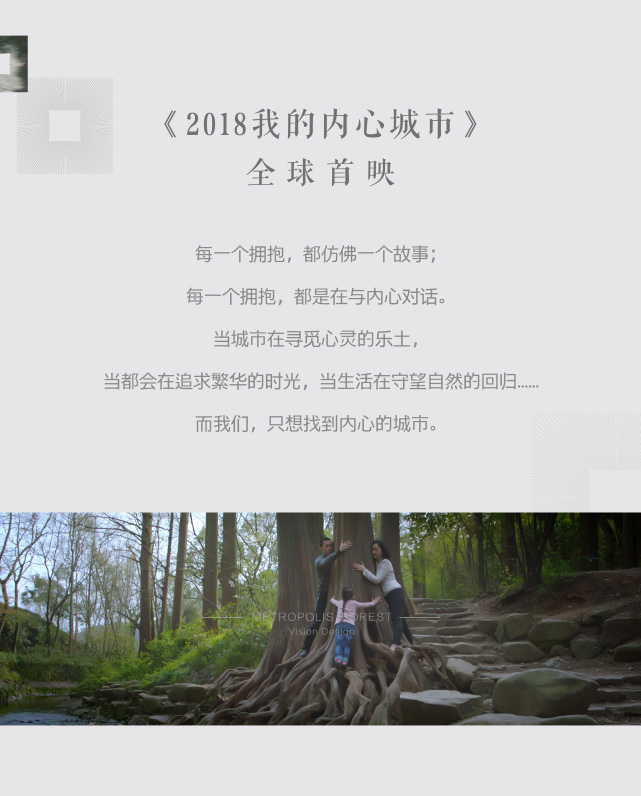 《2018我的内心城市》
全球首映
每一个拥抱，都仿佛一个故事；
每一个拥抱，都是在与内心对话。
当城市在寻觅心灵的乐土，
当都会在追求繁华的时光，当生活在守望自然的回归……
而我们，只想找到内心的城市。
METROPOLIS FOREST
Vision Design